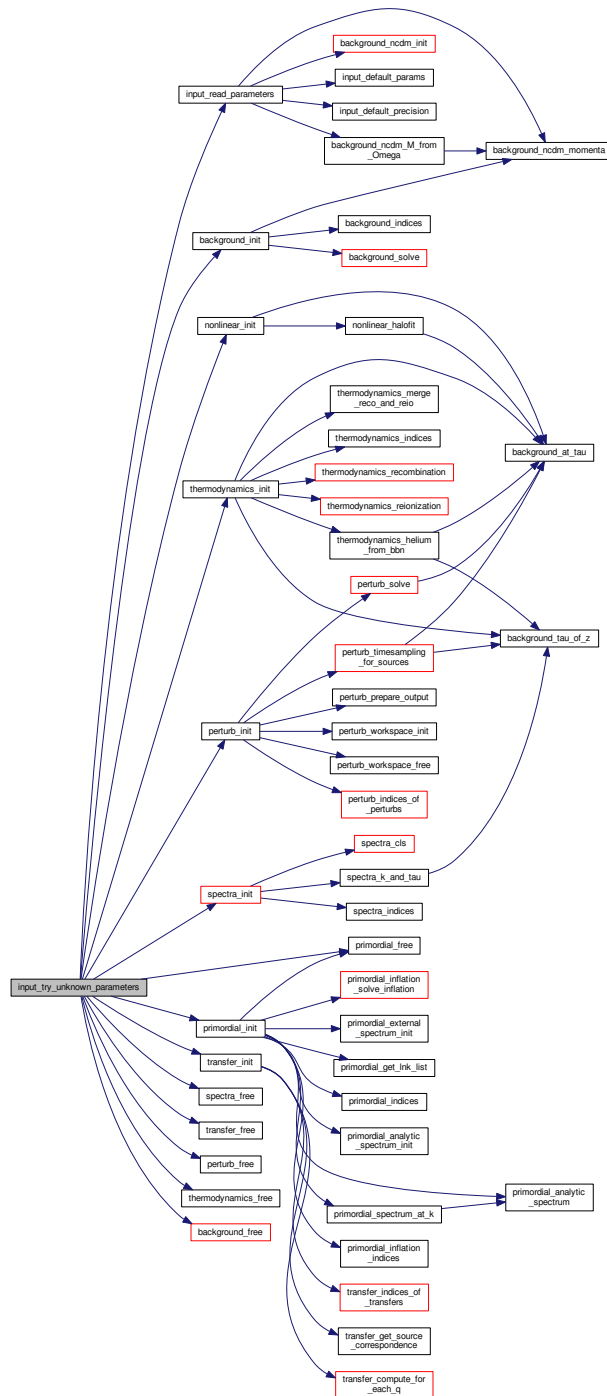 background_ncdm_init
input_default_params
input_read_parameters
input_default_precision
background_ncdm_M_from
_Omega
background_ncdm_momenta
background_indices
background_init
background_solve
nonlinear_init
nonlinear_halofit
thermodynamics_merge
_reco_and_reio
thermodynamics_indices
background_at_tau
thermodynamics_recombination
thermodynamics_init
thermodynamics_reionization
thermodynamics_helium
_from_bbn
perturb_solve
background_tau_of_z
perturb_timesampling
_for_sources
perturb_prepare_output
perturb_init
perturb_workspace_init
perturb_workspace_free
perturb_indices_of
_perturbs
spectra_cls
spectra_k_and_tau
spectra_init
spectra_indices
primordial_free
input_try_unknown_parameters
primordial_inflation
_solve_inflation
primordial_init
primordial_external
_spectrum_init
transfer_init
primordial_get_lnk_list
spectra_free
primordial_indices
transfer_free
primordial_analytic
_spectrum_init
perturb_free
thermodynamics_free
primordial_analytic
_spectrum
primordial_spectrum_at_k
background_free
primordial_inflation
_indices
transfer_indices_of
_transfers
transfer_get_source
_correspondence
transfer_compute_for
_each_q